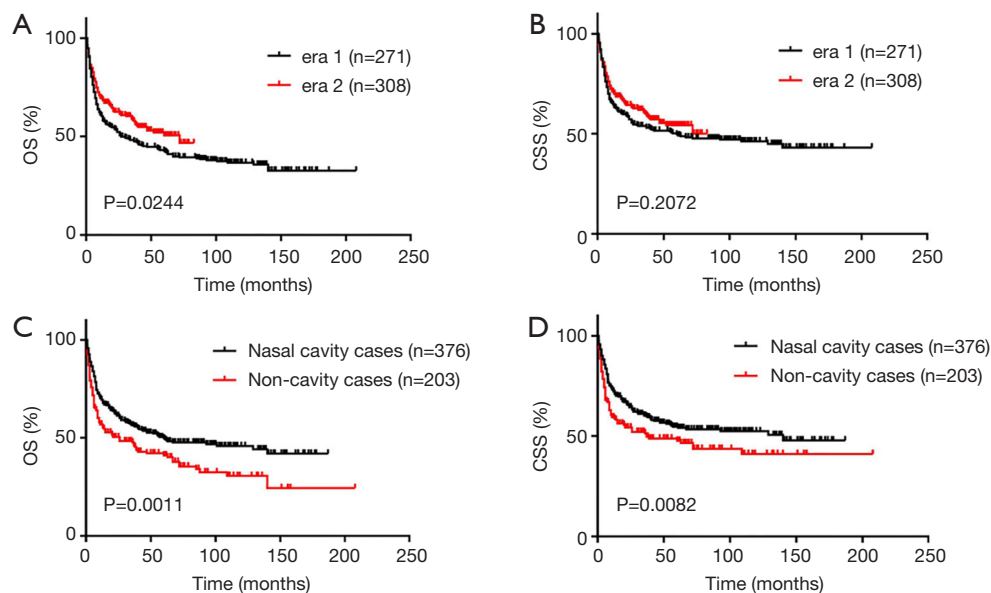 A
100
50
0
OS (%)
era 1 (n=271)
era 2 (n=308)
P=0.0244
0 50 100 150 200 250
Time (months)
B
100
50
0
CSS (%)
era 1 (n=271)
era 2 (n=308)
P=0.2072
0 50 100 150 200 250
Time (months)
C
100
50
0
OS (%)
Nasal cavity cases (n=376)
Non-cavity cases (n=203)
P=0.0011
0 50 100 150 200 250
Time (months)
D
100
50
0
CSS (%)
Nasal cavity cases (n=376)
Non-cavity cases (n=203)
P=0.0082
0 50 100 150 200 250
Time (months)